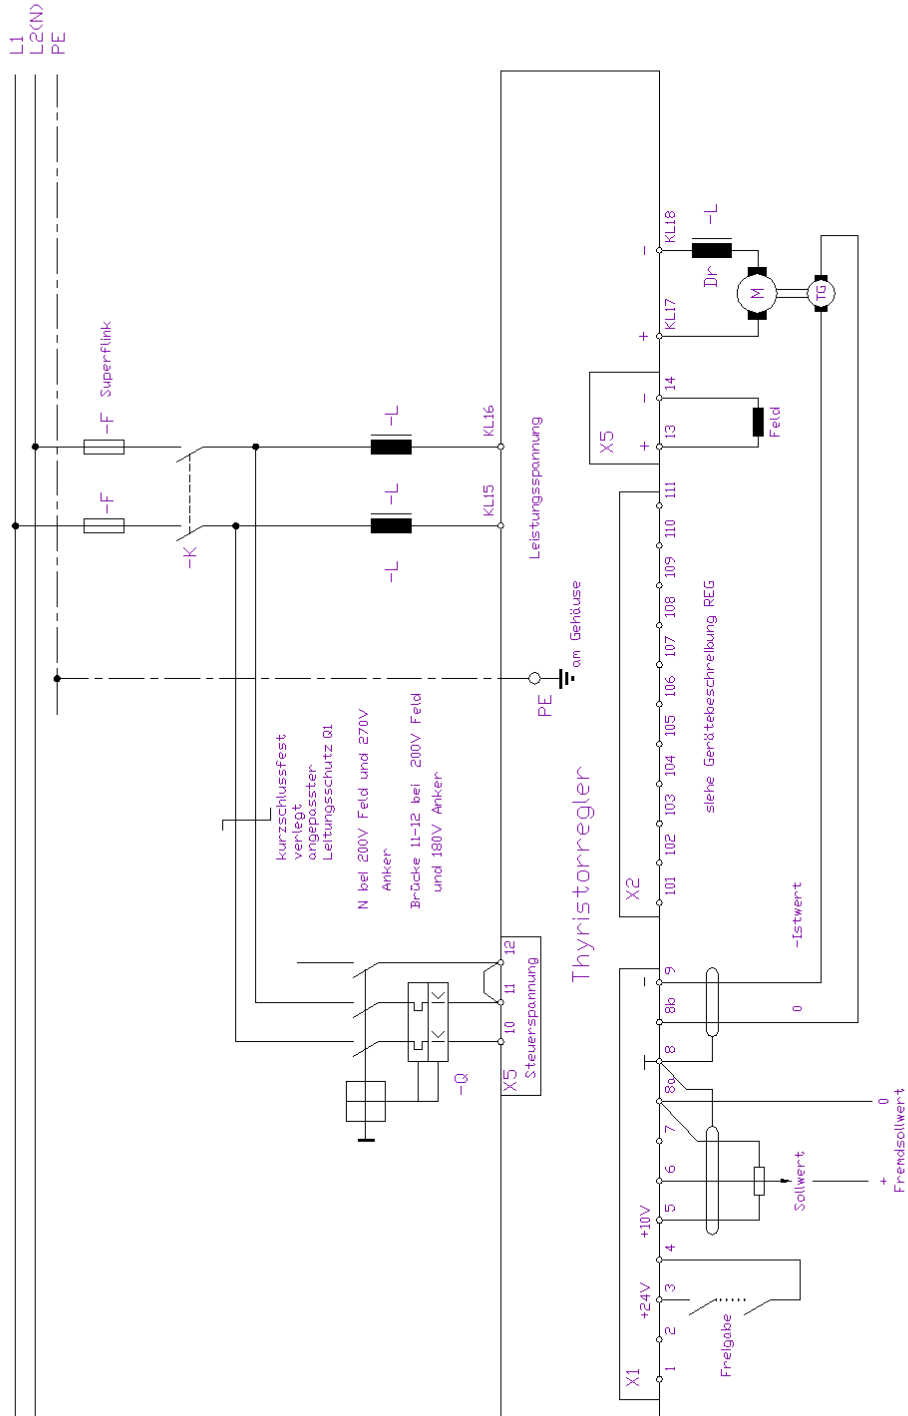 L1
L2(N)
PE
-F
-F Superflink
-K
-L
-L
-L
KL15
KL16
Leistungsspannung
PE
am Gehäuse
kurzschlussfest
verlegt
angepasster
Leitungsschutz Q1
N bei 200V Feld und 270V
Anker
Brücke 11-12 bei 200V Feld
und 180V Anker
-Q
X5
10
11
12
Steuerspannung
Thyristorregler
X1
1
2
3
4
5
6
7
8a
8
8b
9
+24V
+10V
-
Freigabe
Sollwert
+
0
Fremdsollwert
0
-Istwert
X2
101
102
103
104
105
106
107
108
109
110
111
siehe Gerätebeschreibung REG
X5
+
-
13
14
Feld
+
-
KL17
KL18
Dr
-L
M
TG